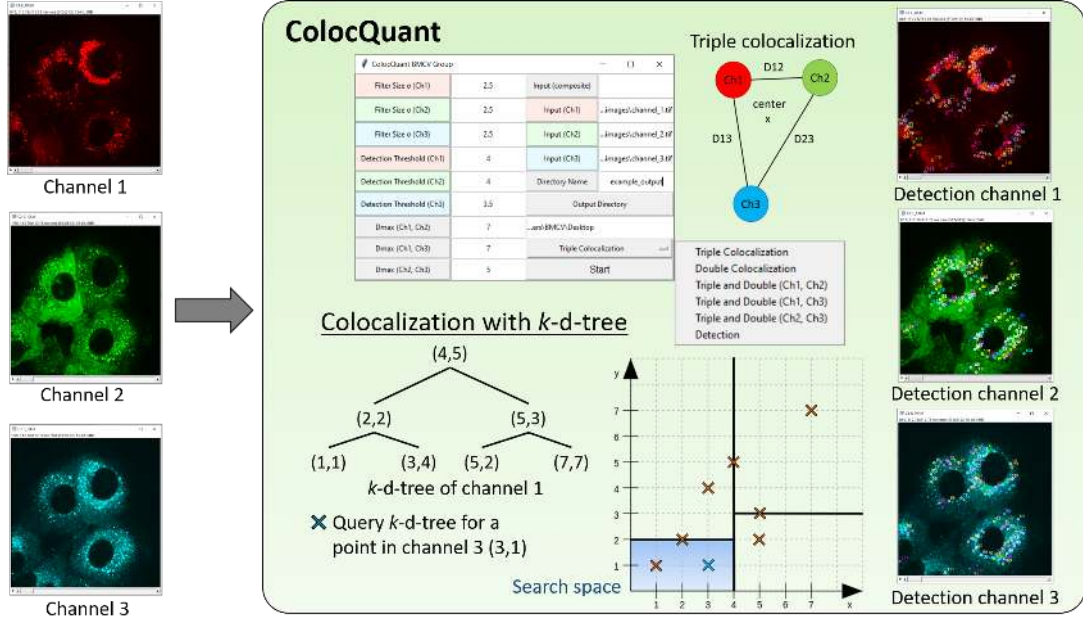 Channel 1
Channel 2
Channel 3
ColocQuant
ColocQuant BMCV Group
Filter Size σ (Ch1) 2.5 Input (composite)
Filter Size σ (Ch2) 2.5 Input (Ch1) ...images\channel_1.tif
Filter Size σ (Ch3) 2.5 Input (Ch2) ...images\channel_2.tif
Detection Threshold (Ch1) 4 Input (Ch3) ...images\channel_3.tif
Detection Threshold (Ch2) 4 Directory Name example_output
Detection Threshold (Ch3) 3.5 Output Directory
Dmax (Ch1, Ch2) 7 ...ers\BMCV\Desktop
Dmax (Ch1, Ch3) 7 Triple Colocalization
Dmax (Ch2, Ch3) 5 Start
Triple colocalization
Ch1
D12
Ch2
center
x
D13
D23
Ch3
Triple Colocalization
Double Colocalization
Triple and Double (Ch1, Ch2)
Triple and Double (Ch1, Ch3)
Triple and Double (Ch2, Ch3)
Detection
Colocalization with k-d-tree
(4,5)
(2,2) (5,3)
(1,1) (3,4) (5,2) (7,7)
k-d-tree of channel 1
Query k-d-tree for a
point in channel 3 (3,1)
Search space
y
7
6
5
4
3
2
1
1 2 3 4 5 6 7 x
Detection channel 1
Detection channel 2
Detection channel 3